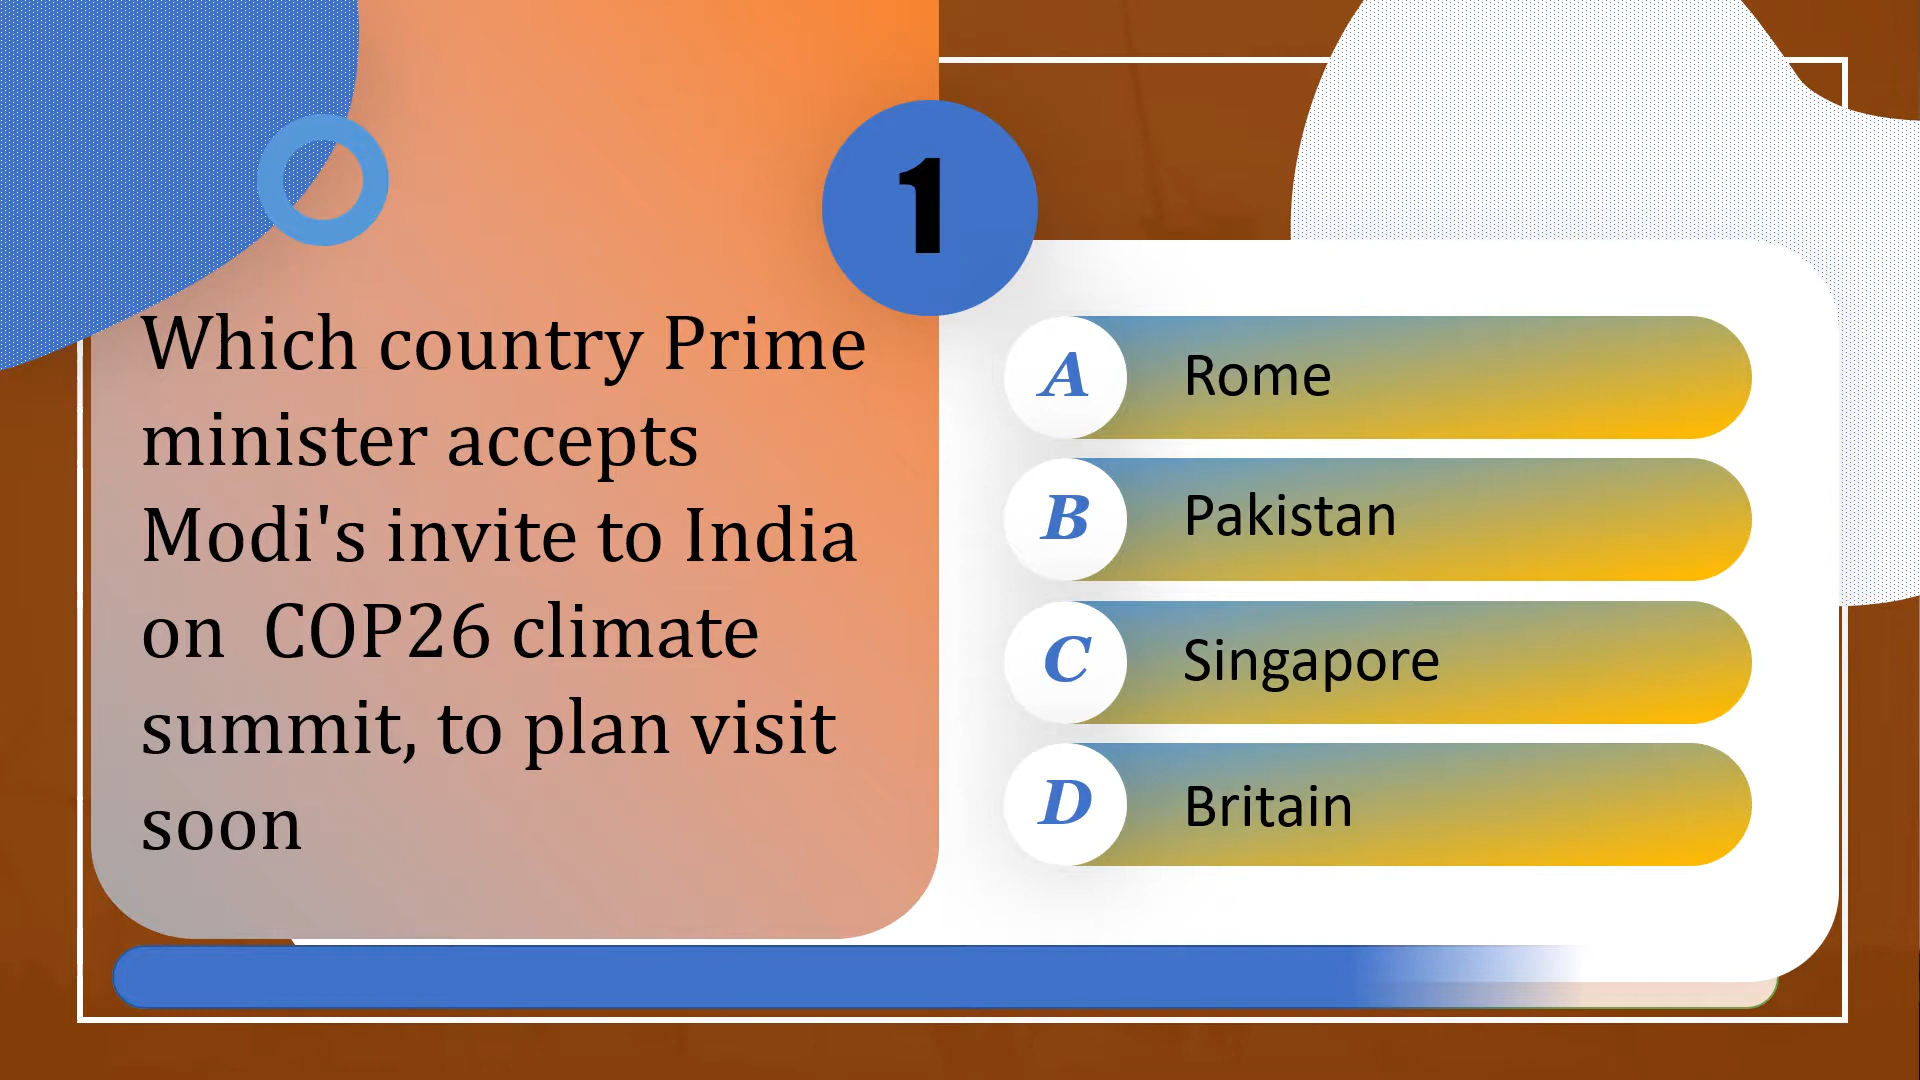 1
Which country Prime
minister accepts
Modi's invite to India
on  COP26 climate
summit, to plan visit
soon
A Rome
B Pakistan
C Singapore
D Britain